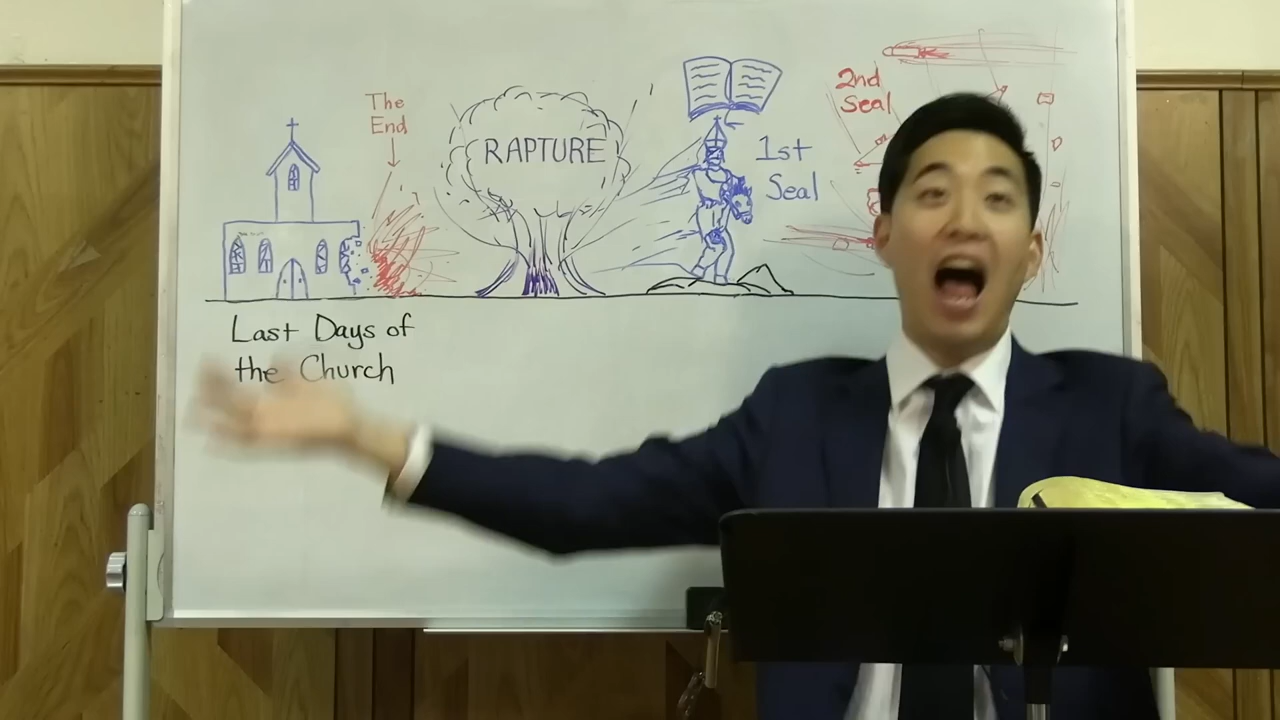 The
End
RAPTURE
1st
Seal
2nd
Seal
Last Days of
the Church